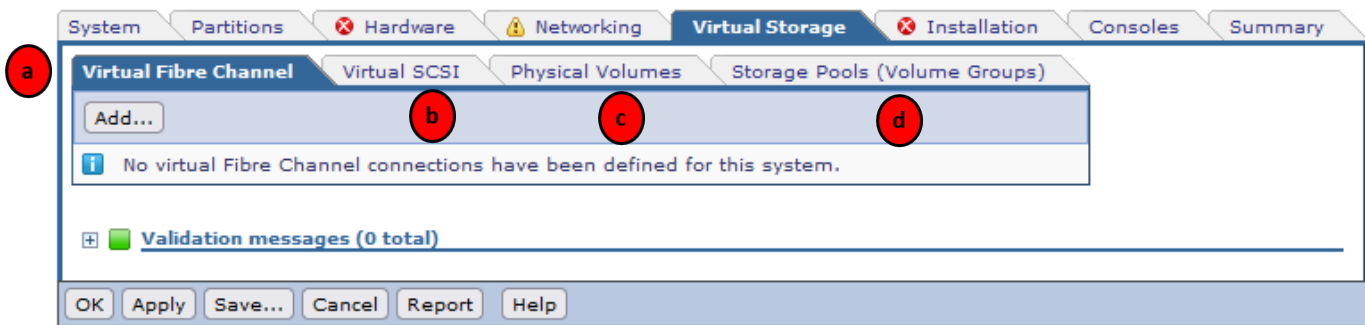 System Partitions Hardware Networking Virtual Storage Installation Consoles Summary
a Virtual Fibre Channel Virtual SCSI Physical Volumes Storage Pools (Volume Groups)
Add... b c d
i No virtual Fibre Channel connections have been defined for this system.
Validation messages (0 total)
OK Apply Save... Cancel Report Help